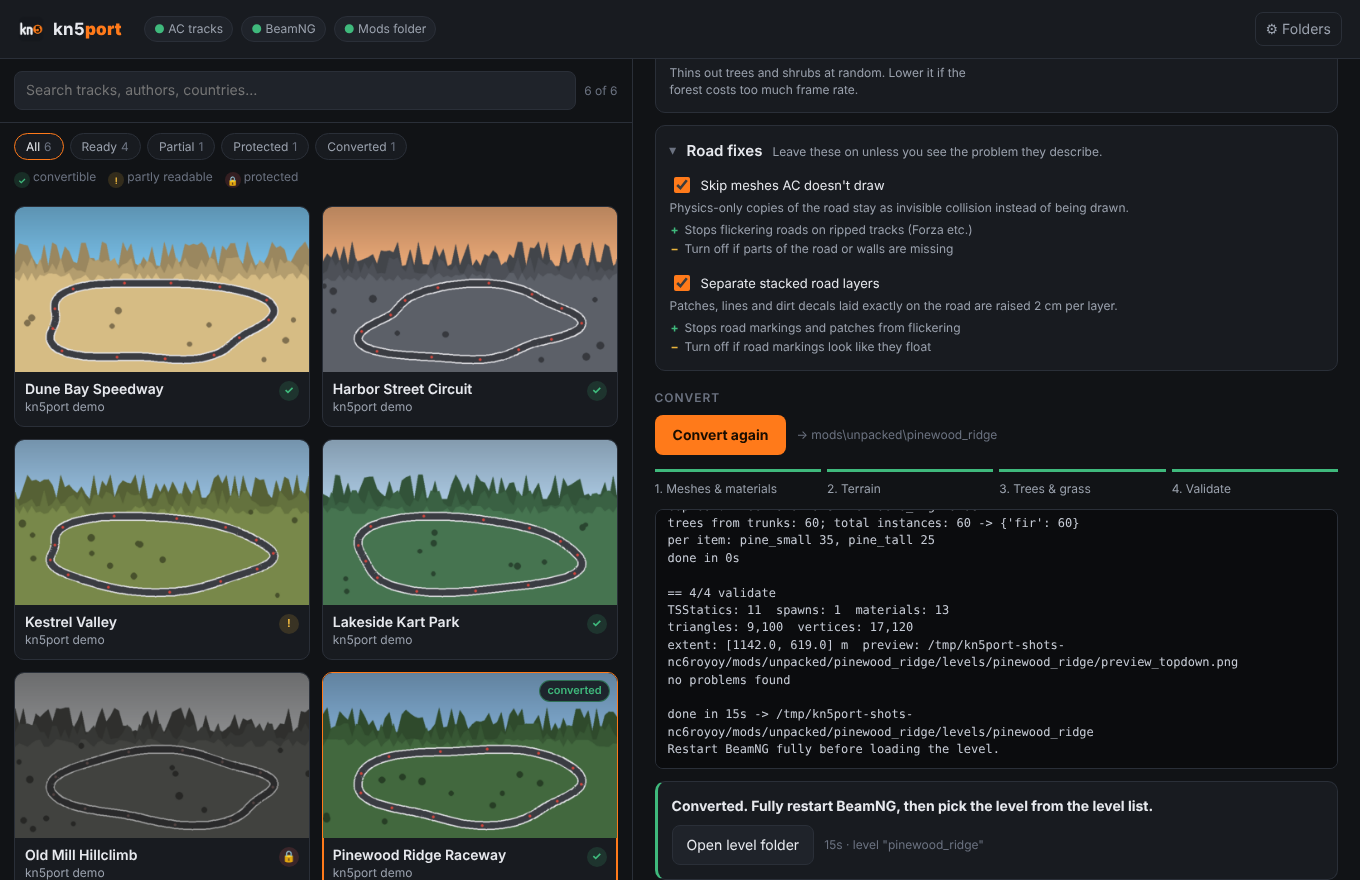 kn5 kn5port
AC tracks
BeamNG
Mods folder
⚙ Folders
Search tracks, authors, countries...
6 of 6
All 6
Ready 4
Partial 1
Protected 1
Converted 1
convertible
! partly readable
protected
Dune Bay Speedway
kn5port demo
Harbor Street Circuit
kn5port demo
Kestrel Valley
!
kn5port demo
Lakeside Kart Park
kn5port demo
Old Mill Hillclimb
kn5port demo
converted
Pinewood Ridge Raceway
kn5port demo
Thins out trees and shrubs at random. Lower it if the
forest costs too much frame rate.
▾ Road fixes Leave these on unless you see the problem they describe.
Skip meshes AC doesn't draw
Physics-only copies of the road stay as invisible collision instead of being drawn.
+ Stops flickering roads on ripped tracks (Forza etc.)
− Turn off if parts of the road or walls are missing
Separate stacked road layers
Patches, lines and dirt decals laid exactly on the road are raised 2 cm per layer.
+ Stops road markings and patches from flickering
− Turn off if road markings look like they float
CONVERT
Convert again
→ mods\unpacked\pinewood_ridge
1. Meshes & materials
2. Terrain
3. Trees & grass
4. Validate
trees from trunks: 60; total instances: 60 -> {'fir': 60}
per item: pine_small 35, pine_tall 25
done in 0s
== 4/4 validate
TSStatics: 11 spawns: 1 materials: 13
triangles: 9,100 vertices: 17,120
extent: [1142.0, 619.0] m preview: /tmp/kn5port-shots-
nc6royoy/mods/unpacked/pinewood_ridge/levels/pinewood_ridge/preview_topdown.png
no problems found
done in 15s -> /tmp/kn5port-shots-
nc6royoy/mods/unpacked/pinewood_ridge/levels/pinewood_ridge
Restart BeamNG fully before loading the level.
Converted. Fully restart BeamNG, then pick the level from the level list.
Open level folder
15s · level "pinewood_ridge"